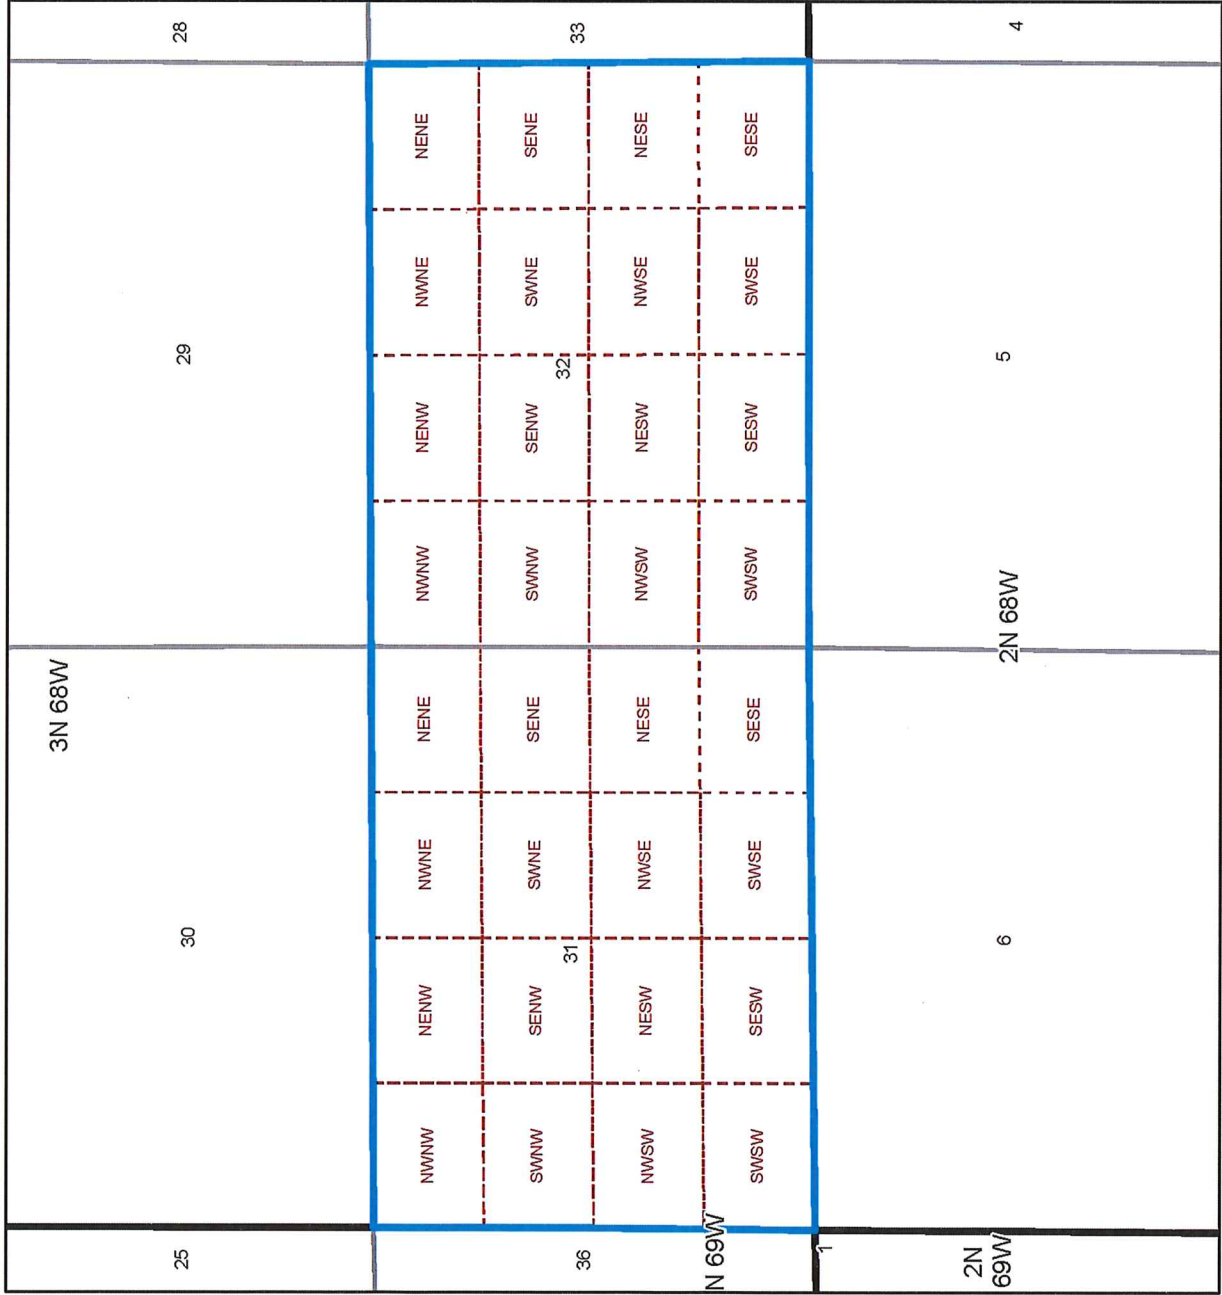 3N 68W
25 30 29 28
NWNW NENW NWNE NENE NWNW NENW NWNE NENE
SWNW SENW SWNE SENE SWNW SENW SWNE SENE
36 31 32 33
NWSW NESW NWSE NESE NWSW NESW NWSE NESE
N 69W
SWSW SESW SWSE SESE SWSW SESW SWSE SESE
1
2N
69W
6 2N 68W 5 4